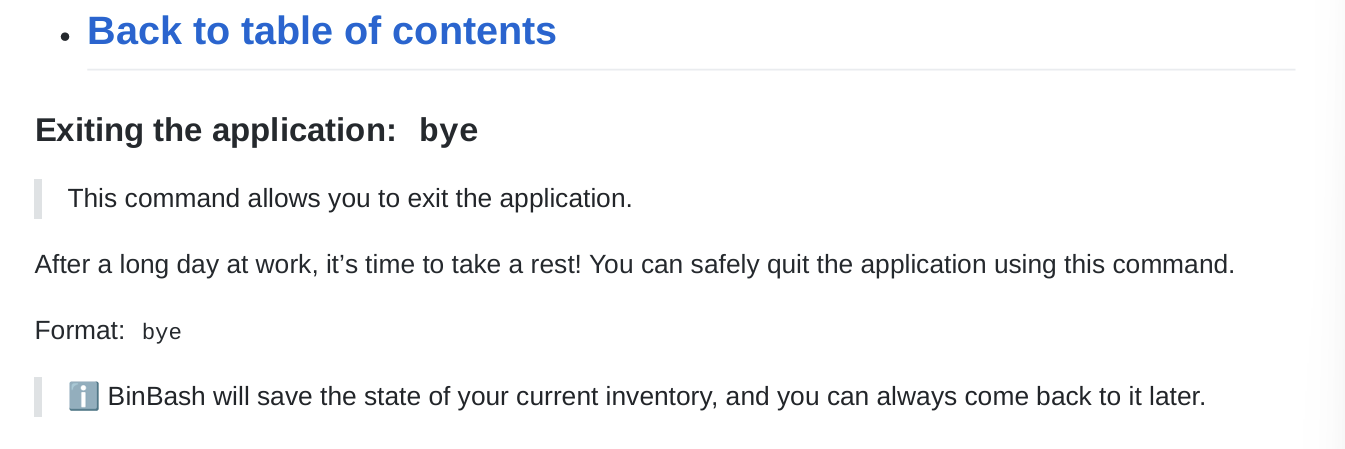 Back to table of contents
Exiting the application: bye
This command allows you to exit the application.
After a long day at work, it’s time to take a rest! You can safely quit the application using this command.
Format: bye
ℹ️ BinBash will save the state of your current inventory, and you can always come back to it later.